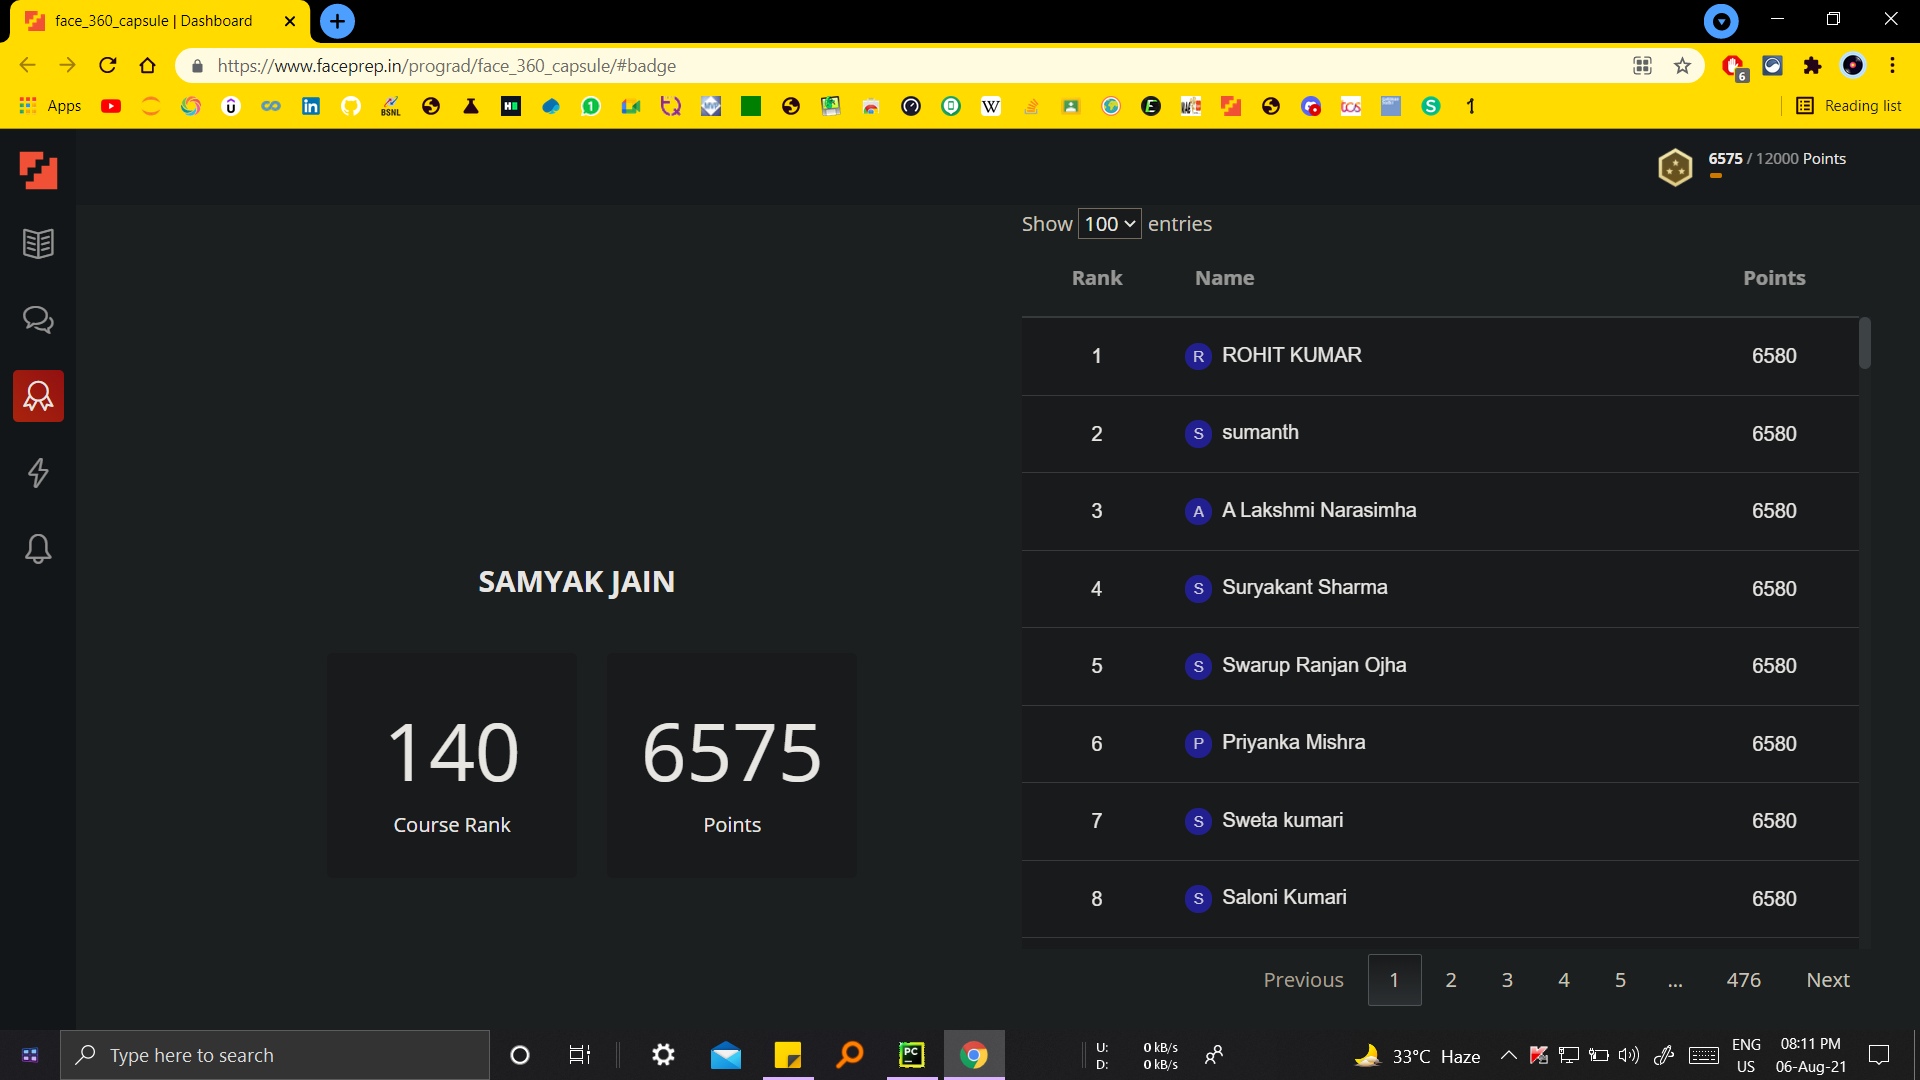 face_360_capsule | Dashboard
https://www.faceprep.in/prograd/face_360_capsule/#badge
6
Apps
BSNL
Reading list
6575 / 12000 Points
Show 100 entries
Rank Name Points
1 R ROHIT KUMAR 6580
2 S sumanth 6580
3 A A Lakshmi Narasimha 6580
4 S Suryakant Sharma 6580
5 S Swarup Ranjan Ojha 6580
6 P Priyanka Mishra 6580
7 S Sweta kumari 6580
8 S Saloni Kumari 6580
SAMYAK JAIN
140 6575
Course Rank Points
Previous 1 2 3 4 5 ... 476 Next
Type here to search
PC
U: 0 kB/s
D: 0 kB/s
33°C Haze
ENG
US
08:11 PM
06-Aug-21